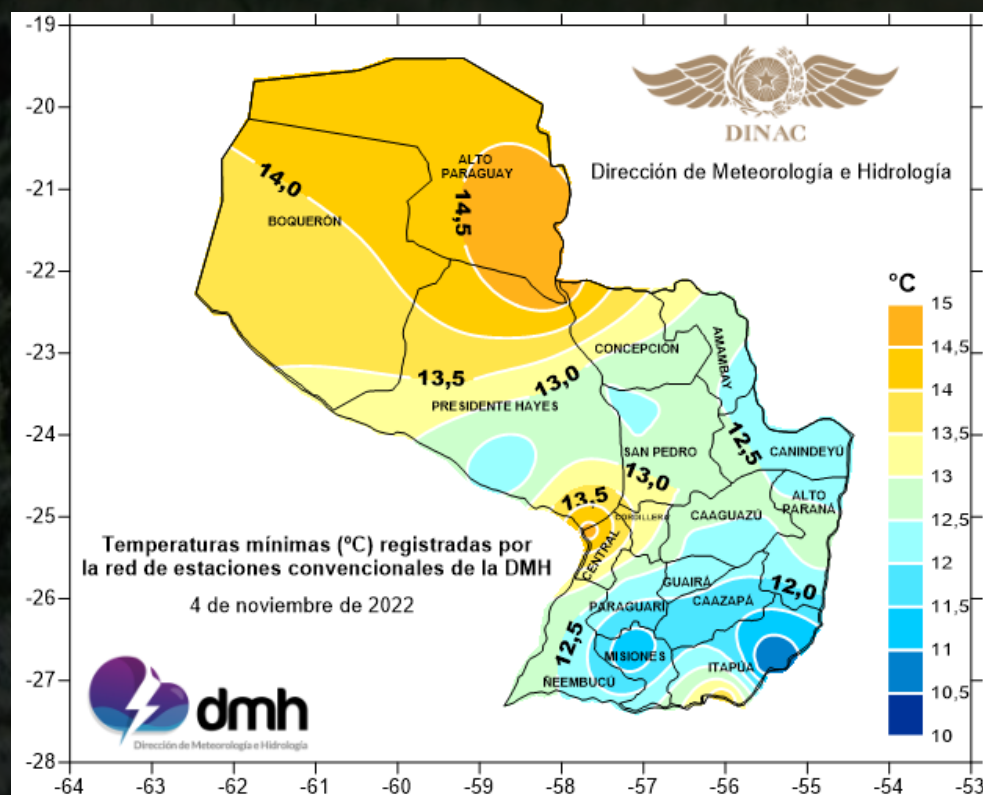 DINAC
Dirección de Meteorología e Hidrología
-19
-20
-21
-22
-23
-24
-25
-26
-27
-28
-64
-63
-62
-61
-60
-59
-58
-57
-56
-55
-54
-53
ALTO
PARAGUAY
14,0
14,5
BOQUERÓN
°C
15
14,5
14
13,5
13
12,5
12
11,5
11
10,5
10
CONCEPCIÓN
AMAMBAY
13,5
13,0
PRESIDENTE HAYES
12,5
SAN PEDRO
CANINDEYÚ
13,0
13,5
ALTO
PARANÁ
CORDILLERA
CAAGUAZÚ
CENTRAL
Temperaturas mínimas (ºC) registradas por
la red de estaciones convencionales de la DMH
4 de noviembre de 2022
GUAIRÁ
12,0
PARAGUARÍ
CAAZAPÁ
12,5
MISIONES
ITAPÚA
ÑEEMBUCÚ
dmh
Dirección de Meteorología e Hidrología